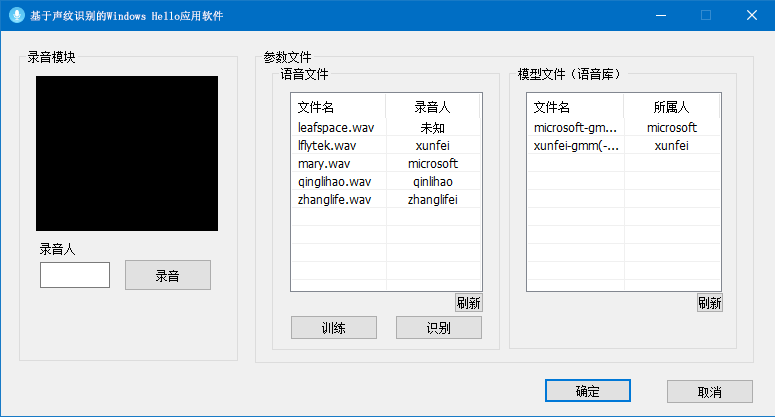 基于声纹识别的Windows Hello应用软件
录音模块
录音人
录音
参数文件
语音文件
文件名 录音人
leafspace.wav 未知
lflytek.wav xunfei
mary.wav microsoft
qinglihao.wav qinlihao
zhanglife.wav zhanglifei
刷新
训练 识别
模型文件（语音库）
文件名 所属人
microsoft-gm... microsoft
xunfei-gmm(-... xunfei
刷新
确定 取消